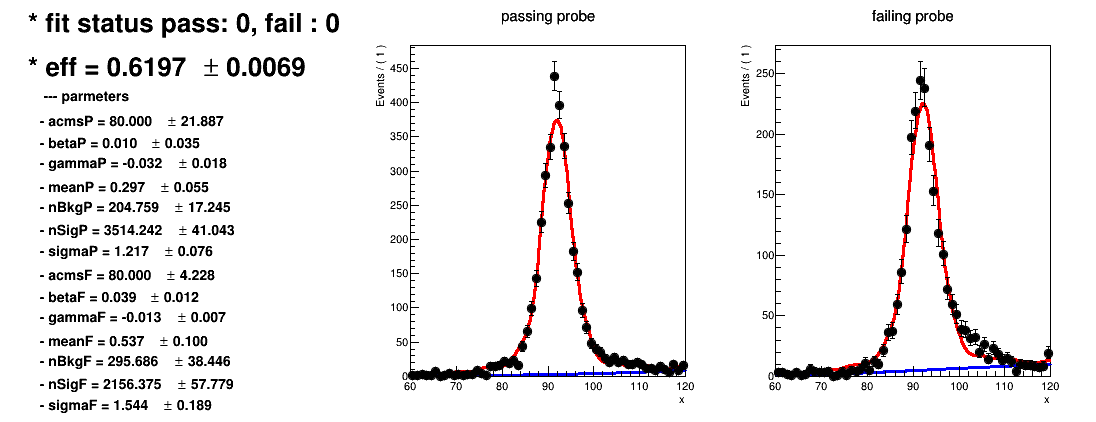 * fit status pass: 0, fail : 0
* eff = 0.6197 ± 0.0069
--- parmeters
- acmsP = 80.000 ± 21.887
- betaP = 0.010 ± 0.035
- gammaP = -0.032 ± 0.018
- meanP = 0.297 ± 0.055
- nBkgP = 204.759 ± 17.245
- nSigP = 3514.242 ± 41.043
- sigmaP = 1.217 ± 0.076
- acmsF = 80.000 ± 4.228
- betaF = 0.039 ± 0.012
- gammaF = -0.013 ± 0.007
- meanF = 0.537 ± 0.100
- nBkgF = 295.686 ± 38.446
- nSigF = 2156.375 ± 57.779
- sigmaF = 1.544 ± 0.189
passing probe
Events / ( 1 )
450
400
350
300
250
200
150
100
50
0
60 70 80 90 100 110 120
x
failing probe
Events / ( 1 )
250
200
150
100
50
0
60 70 80 90 100 110 120
x